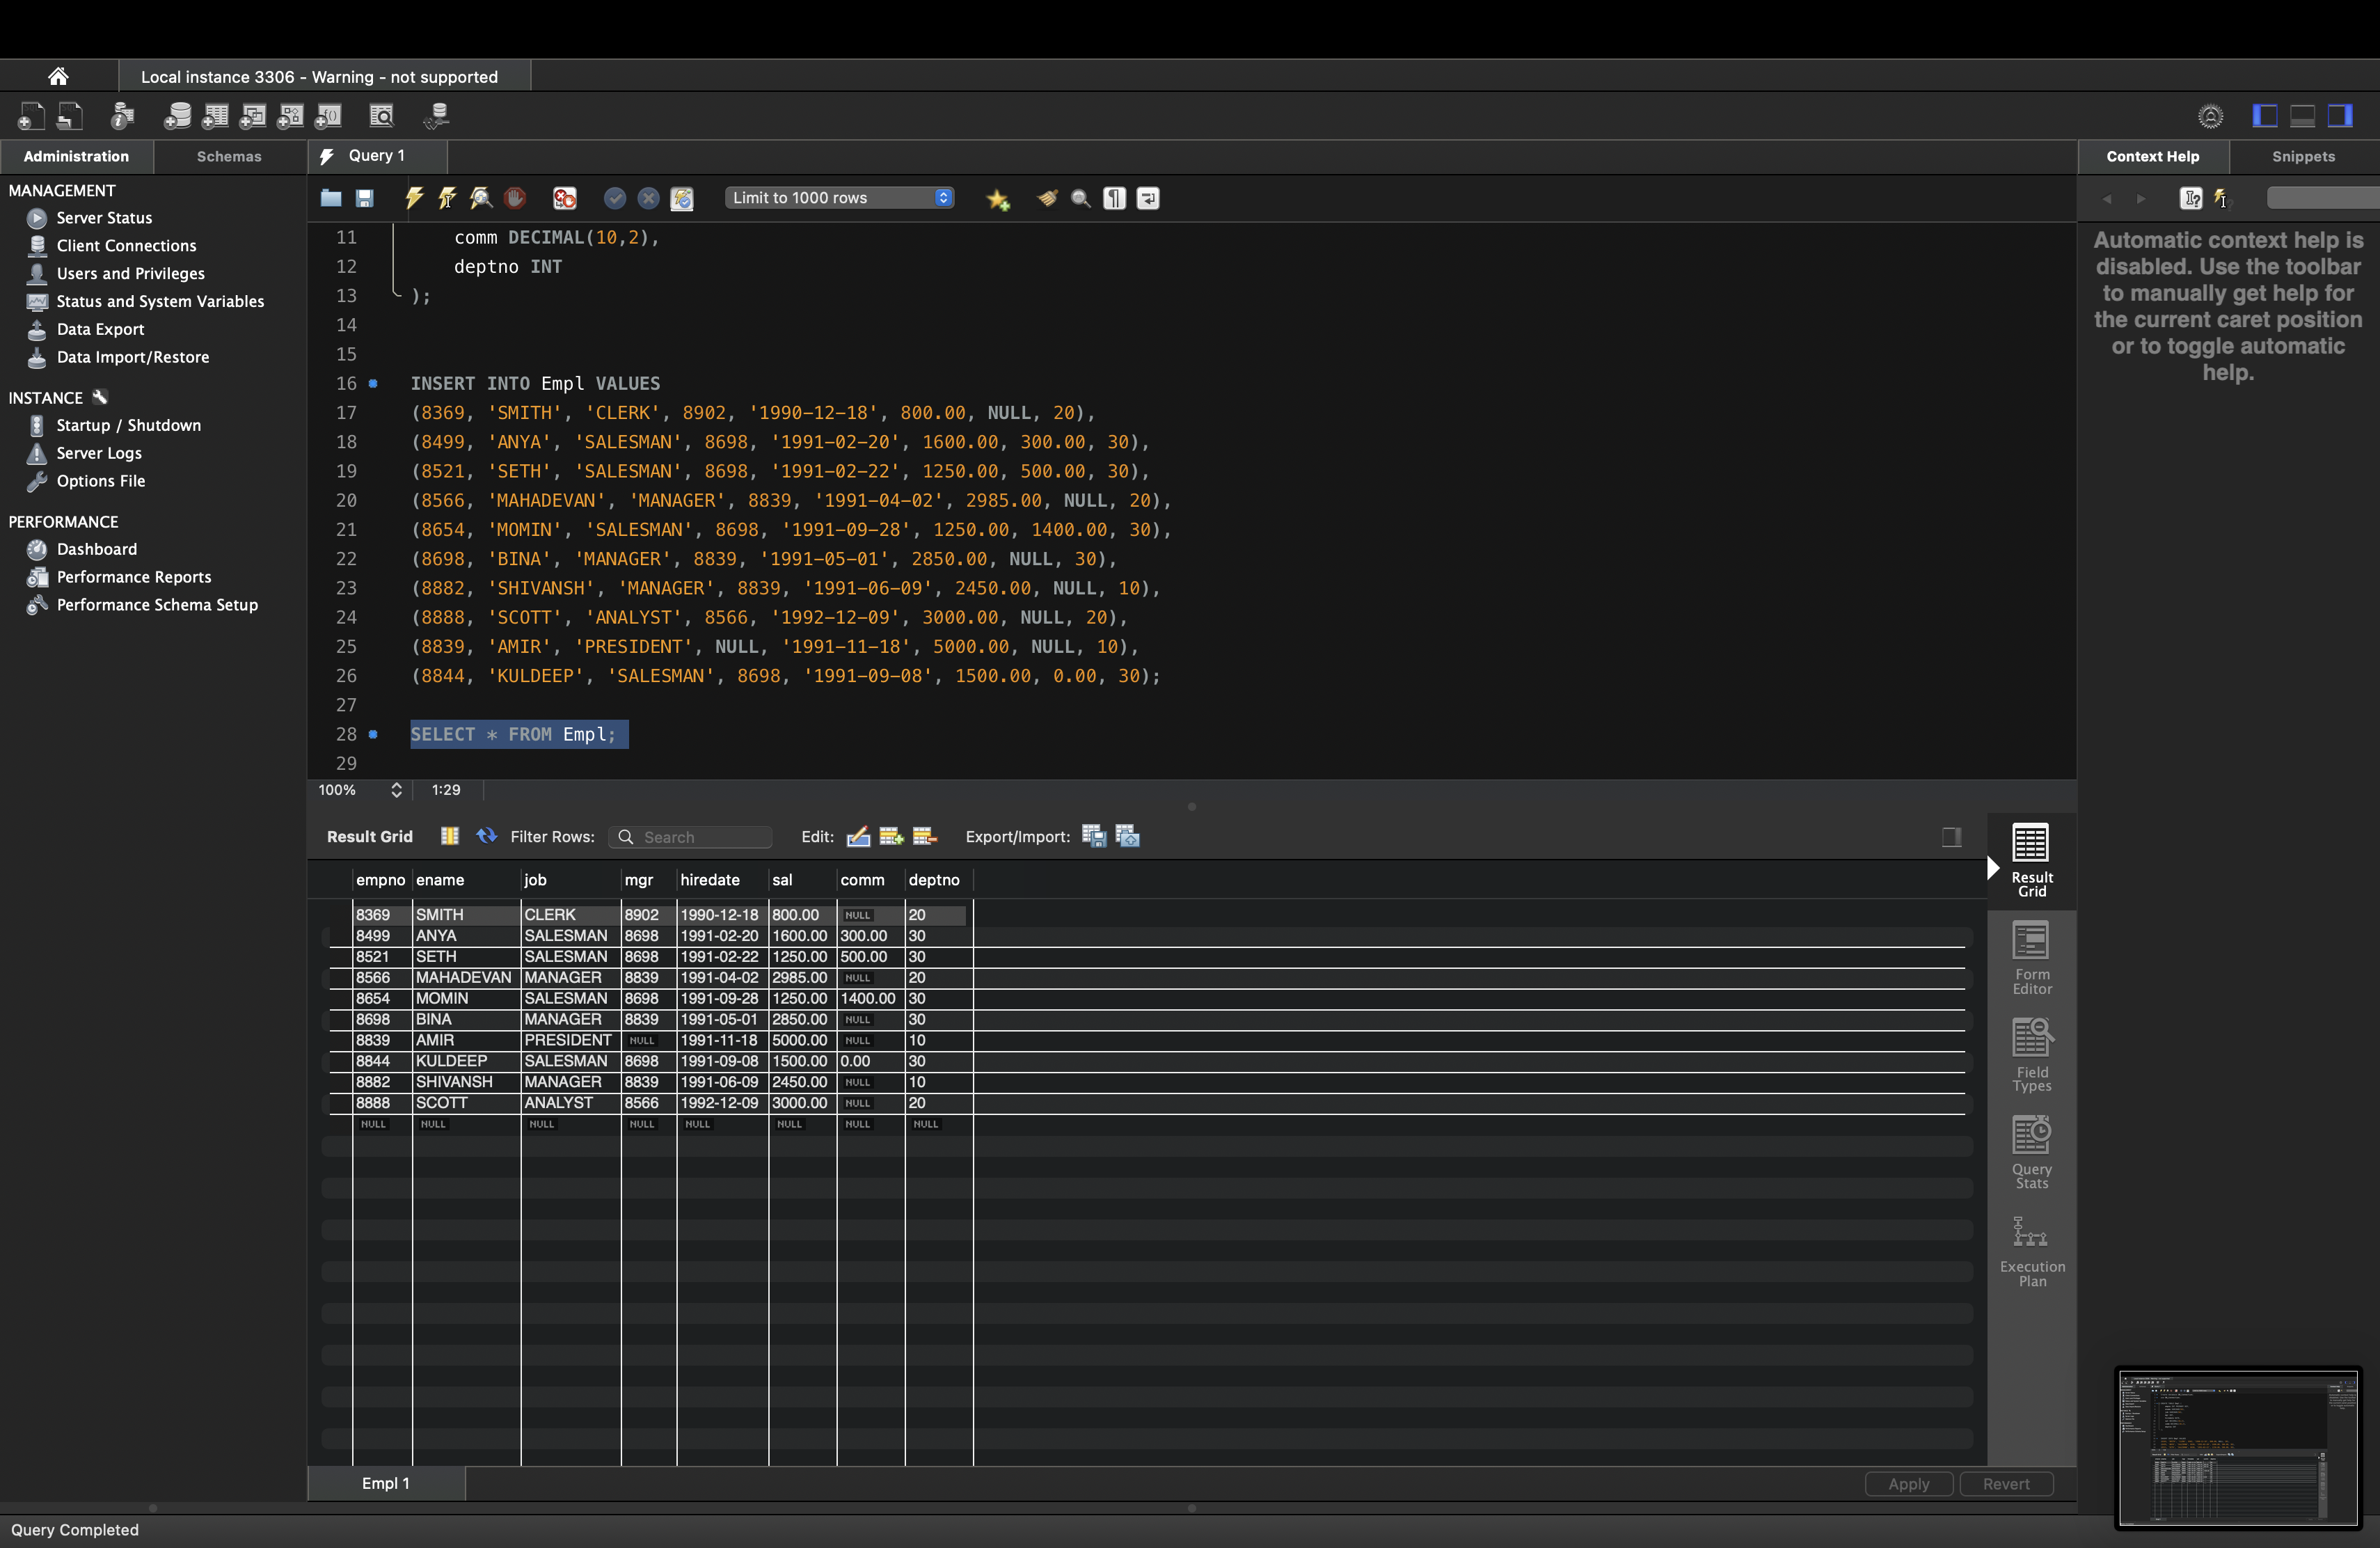 Local instance 3306 - Warning - not supported
Administration
Schemas
Query 1
Context Help
Snippets
MANAGEMENT
Server Status
Client Connections
Users and Privileges
Status and System Variables
Data Export
Data Import/Restore
INSTANCE
Startup / Shutdown
Server Logs
Options File
PERFORMANCE
Dashboard
Performance Reports
Performance Schema Setup
Limit to 1000 rows
11 comm DECIMAL(10,2),
12 deptno INT
13 );
14
15
16 INSERT INTO Empl VALUES
17 (8369, 'SMITH', 'CLERK', 8902, '1990-12-18', 800.00, NULL, 20),
18 (8499, 'ANYA', 'SALESMAN', 8698, '1991-02-20', 1600.00, 300.00, 30),
19 (8521, 'SETH', 'SALESMAN', 8698, '1991-02-22', 1250.00, 500.00, 30),
20 (8566, 'MAHADEVAN', 'MANAGER', 8839, '1991-04-02', 2985.00, NULL, 20),
21 (8654, 'MOMIN', 'SALESMAN', 8698, '1991-09-28', 1250.00, 1400.00, 30),
22 (8698, 'BINA', 'MANAGER', 8839, '1991-05-01', 2850.00, NULL, 30),
23 (8882, 'SHIVANSH', 'MANAGER', 8839, '1991-06-09', 2450.00, NULL, 10),
24 (8888, 'SCOTT', 'ANALYST', 8566, '1992-12-09', 3000.00, NULL, 20),
25 (8839, 'AMIR', 'PRESIDENT', NULL, '1991-11-18', 5000.00, NULL, 10),
26 (8844, 'KULDEEP', 'SALESMAN', 8698, '1991-09-08', 1500.00, 0.00, 30);
27
28 SELECT * FROM Empl;
29
100% 1:29
Automatic context help is
disabled. Use the toolbar
to manually get help for
the current caret position
or to toggle automatic
help.
Result Grid Filter Rows: Search Edit: Export/Import:
empno ename job mgr hiredate sal comm deptno
8369 SMITH CLERK 8902 1990-12-18 800.00 NULL 20
8499 ANYA SALESMAN 8698 1991-02-20 1600.00 300.00 30
8521 SETH SALESMAN 8698 1991-02-22 1250.00 500.00 30
8566 MAHADEVAN MANAGER 8839 1991-04-02 2985.00 NULL 20
8654 MOMIN SALESMAN 8698 1991-09-28 1250.00 1400.00 30
8698 BINA MANAGER 8839 1991-05-01 2850.00 NULL 30
8839 AMIR PRESIDENT NULL 1991-11-18 5000.00 NULL 10
8844 KULDEEP SALESMAN 8698 1991-09-08 1500.00 0.00 30
8882 SHIVANSH MANAGER 8839 1991-06-09 2450.00 NULL 10
8888 SCOTT ANALYST 8566 1992-12-09 3000.00 NULL 20
NULL NULL NULL NULL NULL NULL NULL NULL
Result
Grid
Form
Editor
Field
Types
Query
Stats
Execution
Plan
Empl 1
Apply
Revert
Query Completed